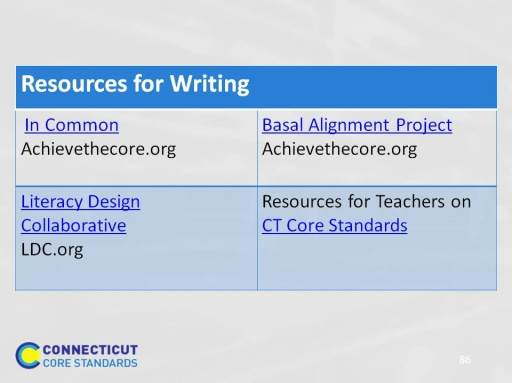 Resources for Writing
In Common
Achievethecore.org
Basal Alignment Project
Achievethecore.org
Literacy Design
Collaborative
LDC.org
Resources for Teachers on
CT Core Standards
CONNECTICUT
CORE STANDARDS
86